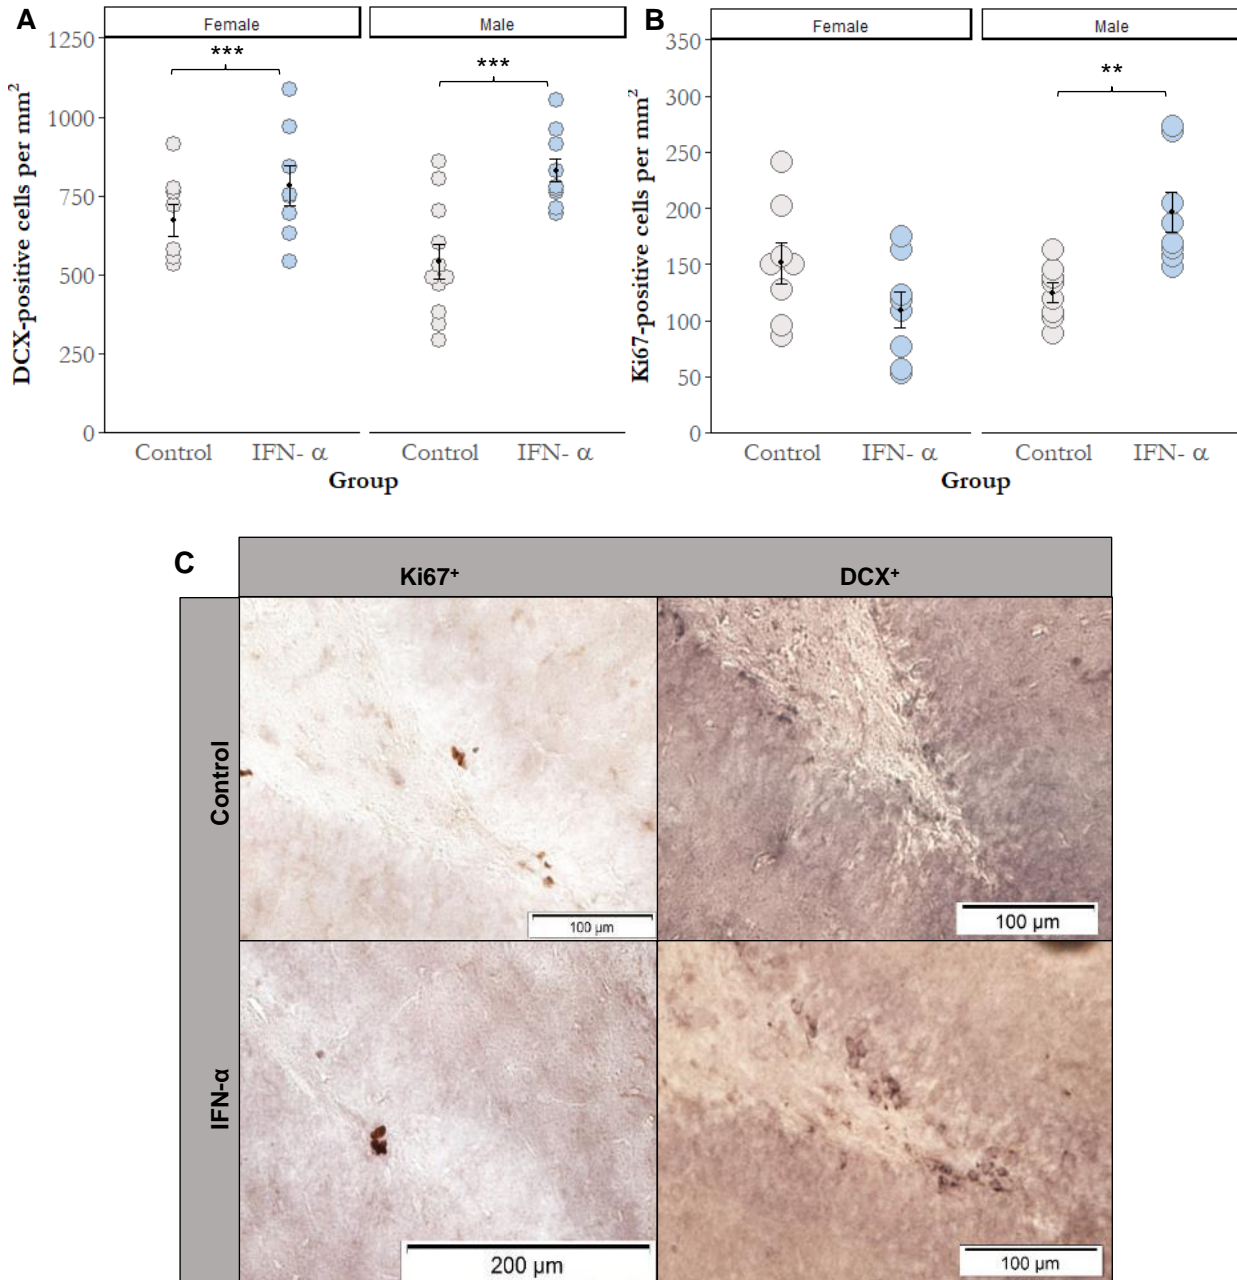 A
Female
Male
DCX-positive cells per mm²
1250
1000
750
500
250
0
***
***
Control
IFN- α
Control
IFN- α
Group
B
Female
Male
Ki67-positive cells per mm²
350
300
250
200
150
100
50
0
**
Control
IFN- α
Control
IFN- α
Group
C
Ki67⁺
DCX⁺
Control
100 µm
100 µm
IFN-α
200 µm
100 µm